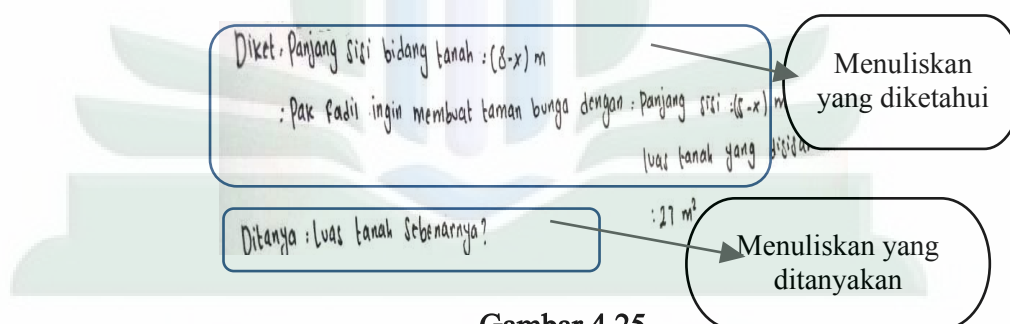 Diket : Panjang sisi bidang tanah : (8-x) m
: Pak Fadil ingin membuat taman bunga dengan : Panjang sisi : (5-x) m
luas tanah yang
: 27 m²
Ditanya : Luas tanah sebenarnya?
Menuliskan
yang diketahui
Menuliskan yang
ditanyakan
Gambar 4.25